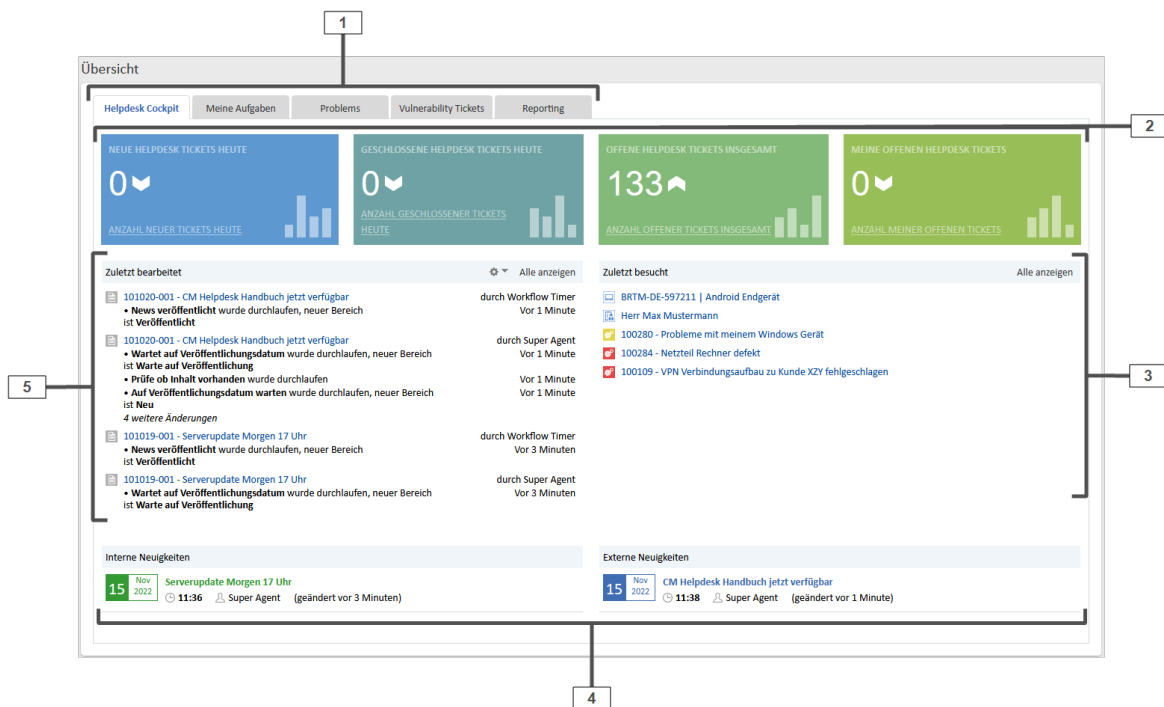 1
Übersicht
Helpdesk Cockpit Meine Aufgaben Problems Vulnerability Tickets Reporting
2
NEUE HELPDESK TICKETS HEUTE
0
ANZAHL NEUER TICKETS HEUTE
GESCHLOSSENE HELPDESK TICKETS HEUTE
0
ANZAHL GESCHLOSSENER TICKETS
HEUTE
OFFENE HELPDESK TICKETS INSGESAMT
133
ANZAHL OFFENER TICKETS INSGESAMT
MEINE OFFENEN HELPDESK TICKETS
0
ANZAHL MEINER OFFENEN TICKETS
5
Zuletzt bearbeitet Alle anzeigen
101020-001 - CM Helpdesk Handbuch jetzt verfügbar durch Workflow Timer
• News veröffentlicht wurde durchlaufen, neuer Bereich Vor 1 Minute
ist Veröffentlicht
101020-001 - CM Helpdesk Handbuch jetzt verfügbar durch Super Agent
• Wartet auf Veröffentlichungsdatum wurde durchlaufen, neuer Bereich Vor 1 Minute
ist Warte auf Veröffentlichung
• Prüfe ob Inhalt vorhanden wurde durchlaufen Vor 1 Minute
• Auf Veröffentlichungsdatum warten wurde durchlaufen, neuer Bereich Vor 1 Minute
ist Neu
4 weitere Änderungen
101019-001 - Serverupdate Morgen 17 Uhr durch Workflow Timer
• News veröffentlicht wurde durchlaufen, neuer Bereich Vor 3 Minuten
ist Veröffentlicht
101019-001 - Serverupdate Morgen 17 Uhr durch Super Agent
• Wartet auf Veröffentlichungsdatum wurde durchlaufen, neuer Bereich Vor 3 Minuten
ist Warte auf Veröffentlichung
Zuletzt besucht Alle anzeigen
BRTM-DE-597211 | Android Endgerät
Herr Max Mustermann
100280 - Probleme mit meinem Windows Gerät
100284 - Netzteil Rechner defekt
100109 - VPN Verbindungsaufbau zu Kunde XZY fehlgeschlagen
3
Interne Neuigkeiten
15 Nov 2022 Serverupdate Morgen 17 Uhr
11:36 Super Agent (geändert vor 3 Minuten)
Externe Neuigkeiten
15 Nov 2022 CM Helpdesk Handbuch jetzt verfügbar
11:38 Super Agent (geändert vor 1 Minute)
4